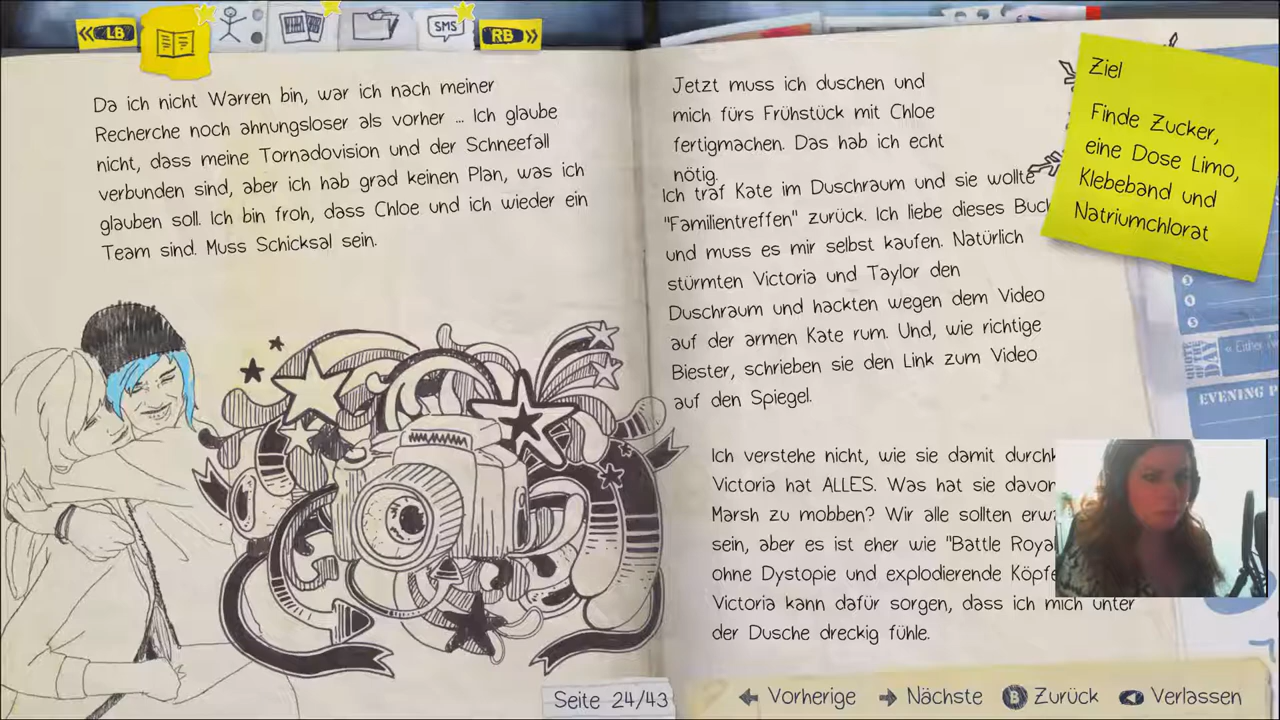 LB
SMS
RB
Da ich nicht Warren bin, war ich nach meiner
Recherche noch ahnungsloser als vorher ... Ich glaube
nicht, dass meine Tornadovision und der Schneefall
verbunden sind, aber ich hab grad keinen Plan, was ich
glauben soll. Ich bin froh, dass Chloe und ich wieder ein
Team sind. Muss Schicksal sein.
Jetzt muss ich duschen und
mich fürs Frühstück mit Chloe
fertigmachen. Das hab ich echt
nötig.
Ich traf Kate im Duschraum und sie wollte
"Familientreffen" zurück. Ich liebe dieses Buch
und muss es mir selbst kaufen. Natürlich
stürmten Victoria und Taylor den
Duschraum und hackten wegen dem Video
auf der armen Kate rum. Und, wie richtige
Biester, schrieben sie den Link zum Video
auf den Spiegel.
Ich verstehe nicht, wie sie damit
Victoria hat ALLES. Was hat sie
Marsh zu mobben? Wir alle sollten
sein, aber es ist eher wie "Battle
ohne Dystopie und explodierende
Victoria kann dafür sorgen, dass ich mich unter
der Dusche dreckig fühle.
Ziel
Finde Zucker,
eine Dose Limo,
Klebeband und
Natriumchlorat
3
4
5
EVENING
Seite 24/43
Vorherige
Nächste
B Zurück
Verlassen